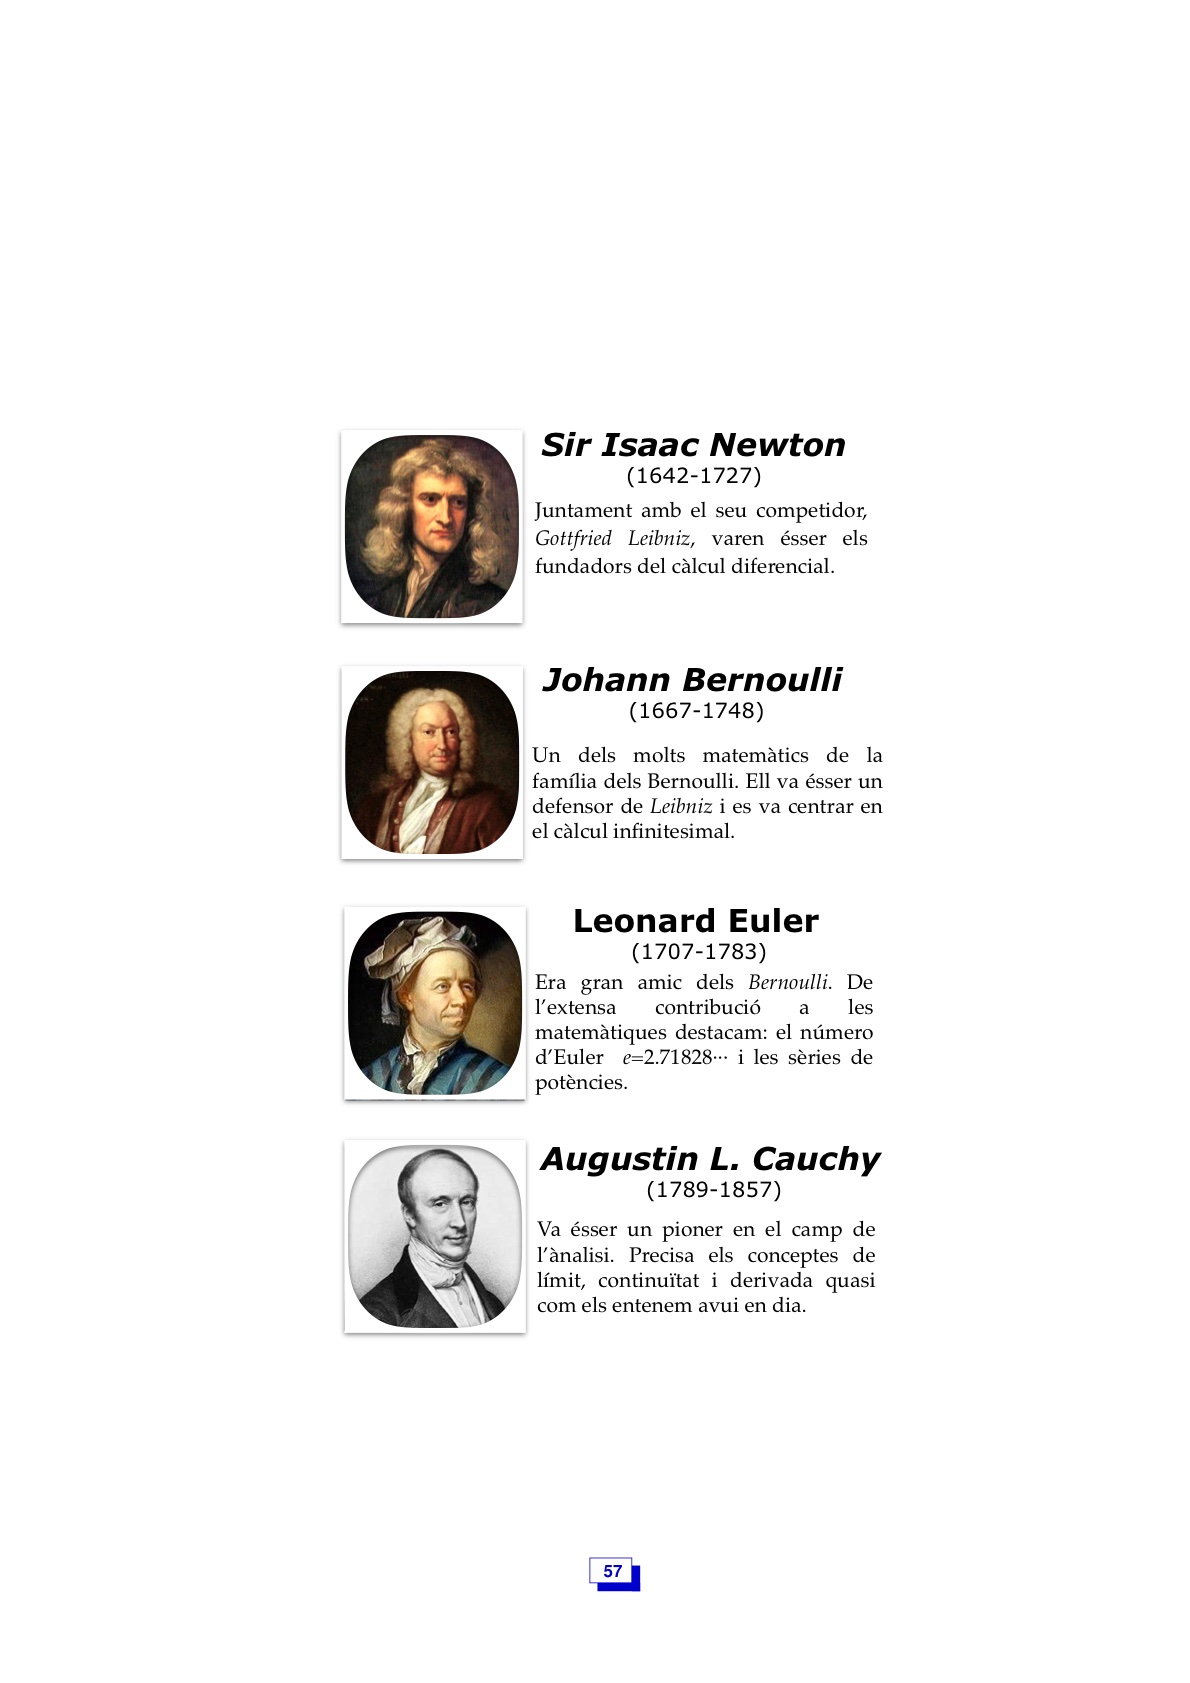 Sir Isaac Newton
(1642-1727)
Juntament amb el seu competidor,
Gottfried Leibniz, varen ésser els
fundadors del càlcul diferencial.
Johann Bernoulli
(1667-1748)
Un dels molts matemàtics de la
família dels Bernoulli. Ell va ésser un
defensor de Leibniz i es va centrar en
el càlcul infinitesimal.
Leonard Euler
(1707-1783)
Era gran amic dels Bernoulli. De
l’extensa contribució a les
matemàtiques destacam: el número
d’Euler e=2.71828··· i les sèries de
potències.
Augustin L. Cauchy
(1789-1857)
Va ésser un pioner en el camp de
l’ànalisi. Precisa els conceptes de
límit, continuïtat i derivada quasi
com els entenem avui en dia.
57